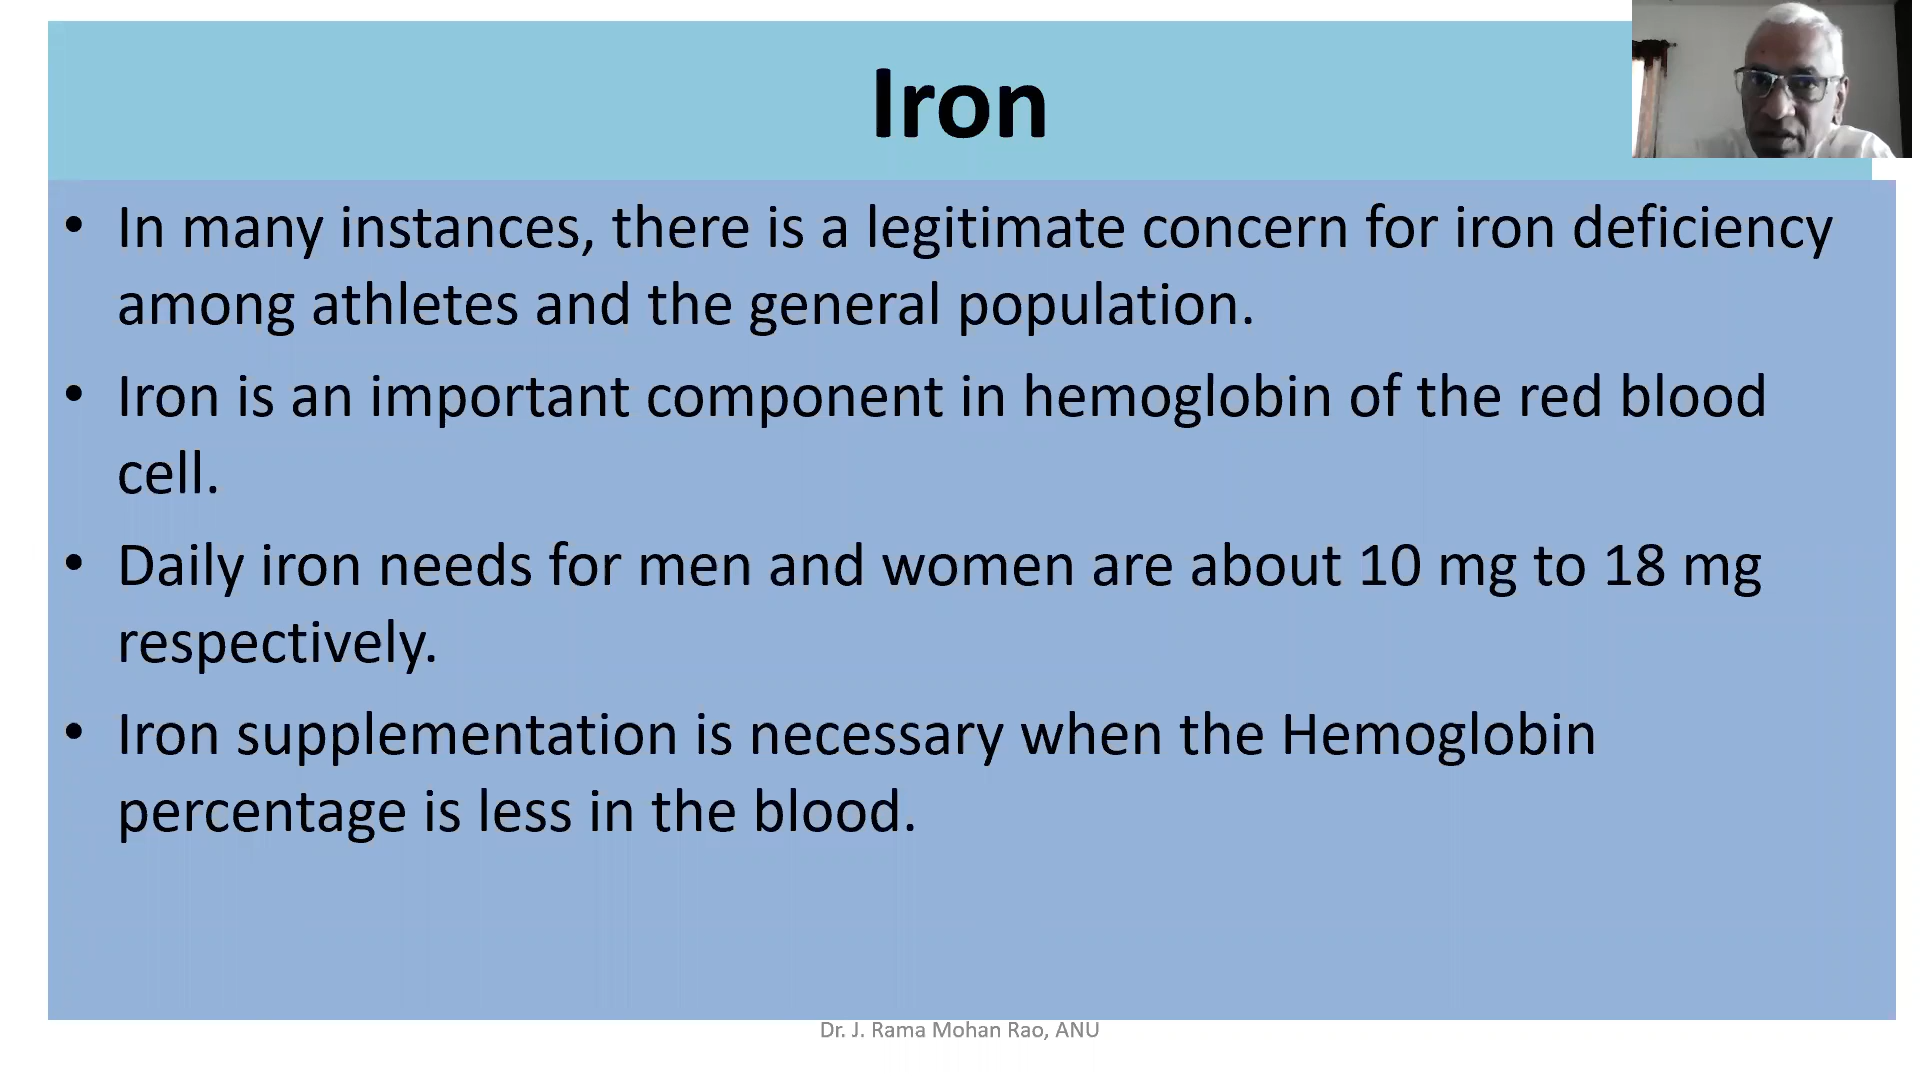 Iron
• In many instances, there is a legitimate concern for iron deficiency
among athletes and the general population.
• Iron is an important component in hemoglobin of the red blood
cell.
• Daily iron needs for men and women are about 10 mg to 18 mg
respectively.
• Iron supplementation is necessary when the Hemoglobin
percentage is less in the blood.
Dr. J. Rama Mohan Rao, ANU